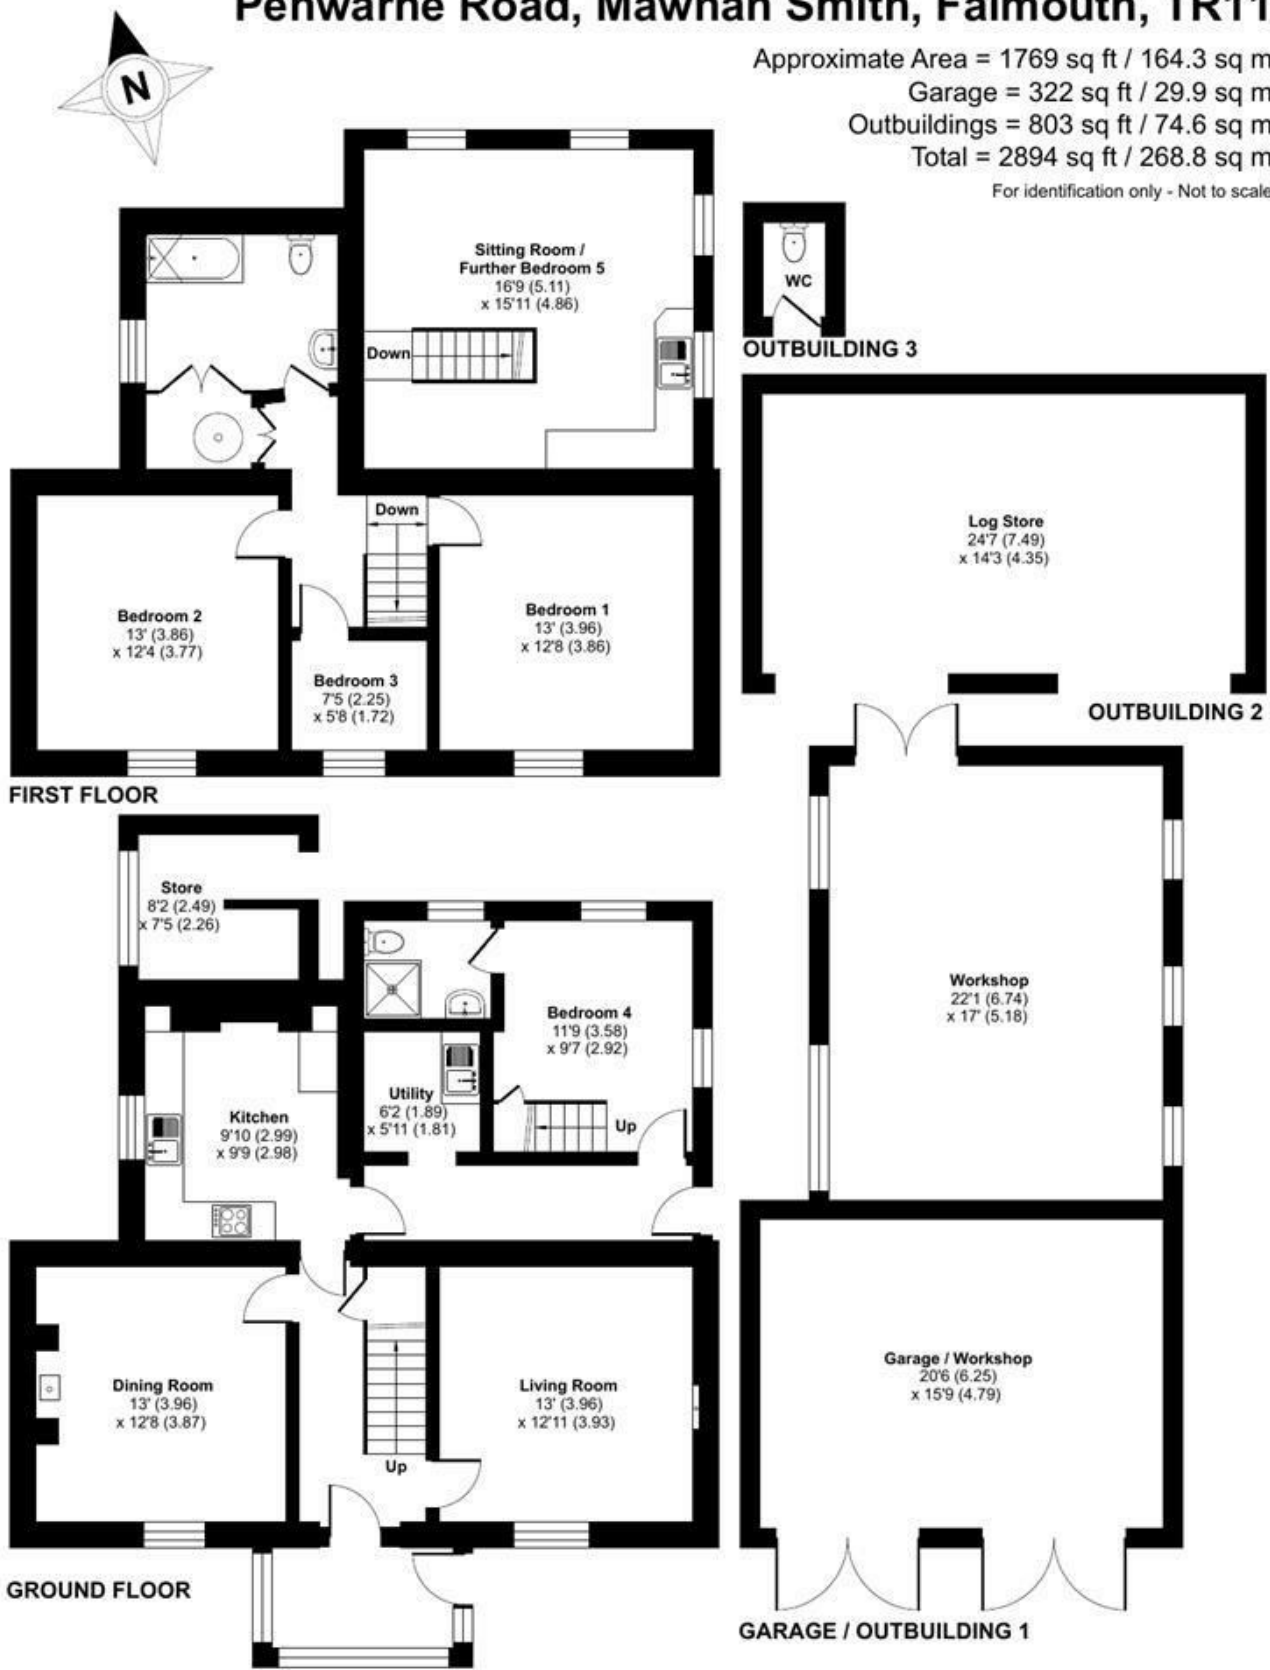 Penwarne Road, Mawnan Smith, Falmouth, TR11
Approximate Area = 1769 sq ft / 164.3 sq m
Garage = 322 sq ft / 29.9 sq m
Outbuildings = 803 sq ft / 74.6 sq m
Total = 2894 sq ft / 268.8 sq m
For identification only - Not to scale
N
Sitting Room /
Further Bedroom 5
16'9 (5.11)
x 15'11 (4.86)
Down
WC
OUTBUILDING 3
Down
Bedroom 2
13' (3.86)
x 12'4 (3.77)
Bedroom 3
7'5 (2.25)
x 5'8 (1.72)
Bedroom 1
13' (3.96)
x 12'8 (3.86)
FIRST FLOOR
Log Store
24'7 (7.49)
x 14'3 (4.35)
OUTBUILDING 2
Store
8'2 (2.49)
x 7'5 (2.26)
Bedroom 4
11'9 (3.58)
x 9'7 (2.92)
Utility
6'2 (1.89)
x 5'11 (1.81)
Up
Kitchen
9'10 (2.99)
x 9'9 (2.98)
Workshop
22'1 (6.74)
x 17' (5.18)
Dining Room
13' (3.96)
x 12'8 (3.87)
Up
Living Room
13' (3.96)
x 12'11 (3.93)
Garage / Workshop
20'6 (6.25)
x 15'9 (4.79)
GROUND FLOOR
GARAGE / OUTBUILDING 1